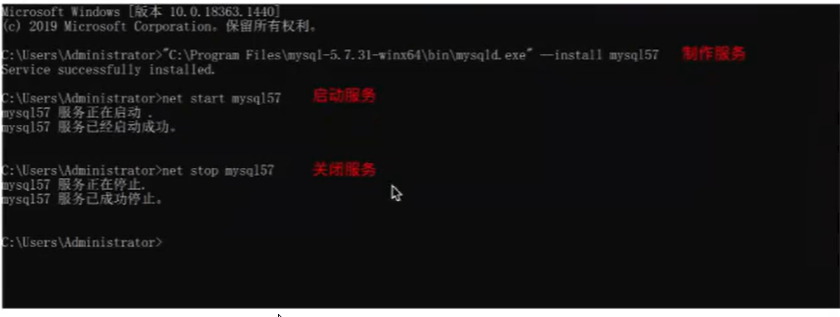 Microsoft Windows [版本 10.0.18363.1440]
(c) 2019 Microsoft Corporation。保留所有权利。
C:\Users\Administrator>"C:\Program Files\mysql-5.7.31-winx64\bin\mysqld.exe" --install mysql57 制作服务
Service successfully installed.
C:\Users\Administrator>net start mysql57 启动服务
mysql57 服务正在启动 .
mysql57 服务已经启动成功。
C:\Users\Administrator>net stop mysql57 关闭服务
mysql57 服务正在停止.
mysql57 服务已成功停止。
C:\Users\Administrator>